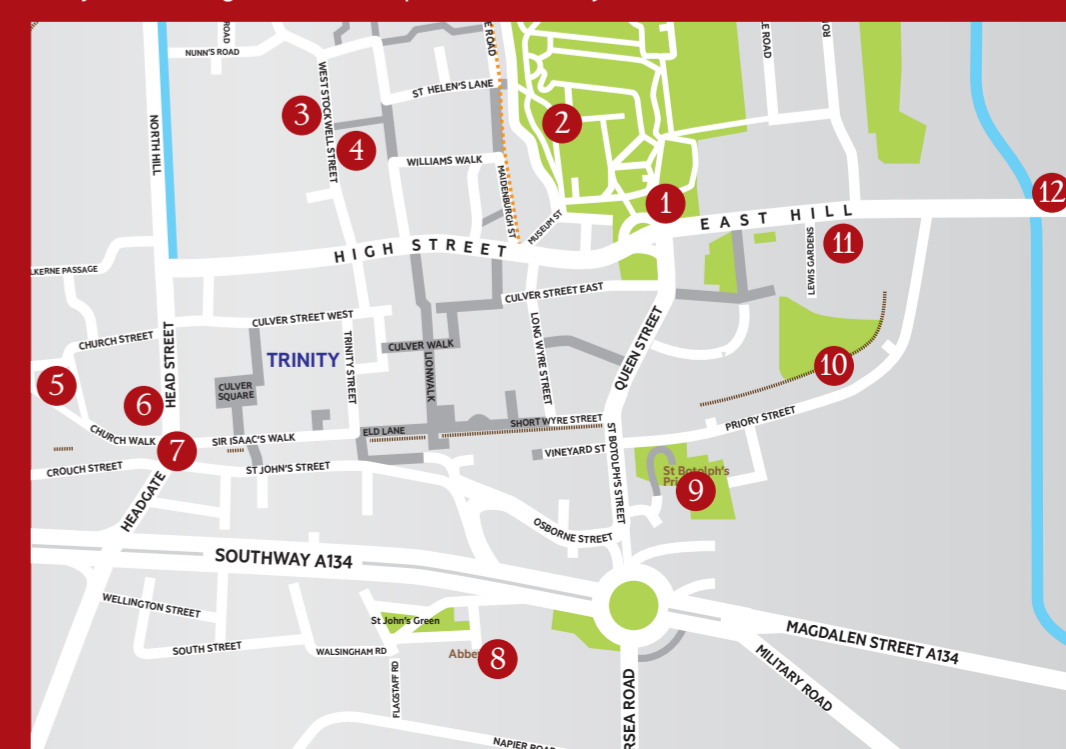 NUNN'S ROAD
ROAD
WEST STOCKWELL STREET
ST HELEN'S LANE
NORTH HILL
3
4
2
WILLIAMS WALK
MAIDENBURGH ST
MUSEUM ST
1
12
EAST HILL
11
LEWIS GARDENS
HIGH STREET
CULVER STREET EAST
CULVER STREET WEST
CHURCH STREET
HEAD STREET
TRINITY
TRINITY STREET
CULVER WALK
LIONWALK
LONG WYRE STREET
QUEEN STREET
10
5
6
CULVER
SQUARE
CHURCH WALK
7
SIR ISAAC'S WALK
ELD LANE
SHORT WYRE STREET
PRIORY STREET
VINEYARD ST
ST BOTOLPH'S STREET
St Botolph's
9
CROUCH STREET
ST JOHN'S STREET
HEADGATE
OSBORNE STREET
SOUTHWAY A134
WELLINGTON STREET
St John's Green
SOUTH STREET
WALSINGHAM RD
8
FLAGSTAFF RD
MAGDALEN STREET A134
MILITARY ROAD